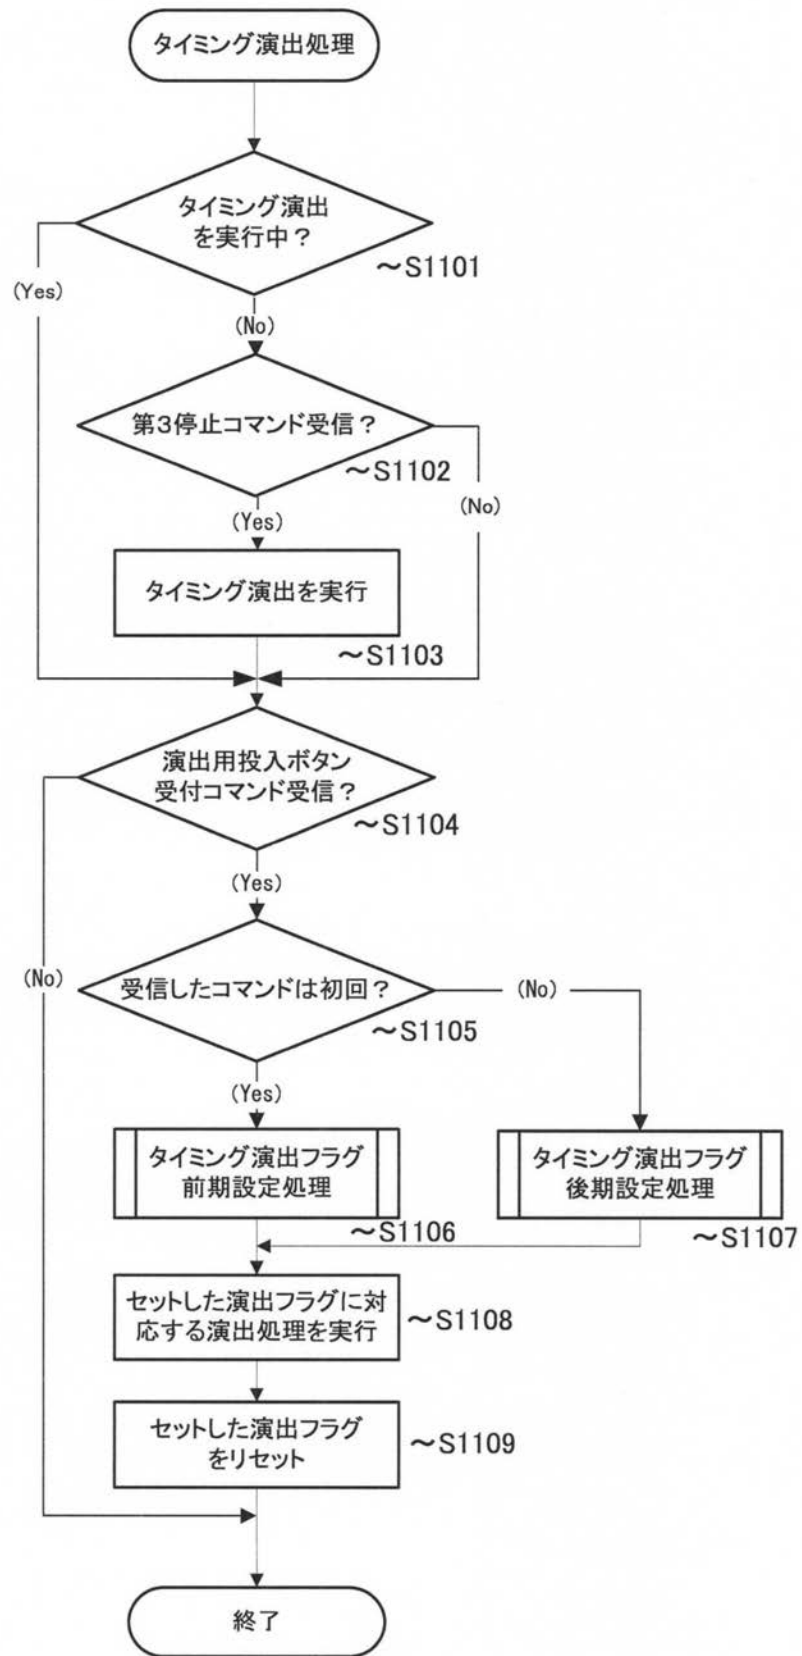 タイミング演出処理
タイミング演出
を実行中?
~S1101
(Yes)
(No)
第3停止コマンド受信?
~S1102
(No)
(Yes)
タイミング演出を実行
~S1103
演出用投入ボタン
受付コマンド受信?
~S1104
(Yes)
(No)
受信したコマンドは初回?
(No)
~S1105
(Yes)
タイミング演出フラグ
前期設定処理
~S1106
タイミング演出フラグ
後期設定処理
~S1107
セットした演出フラグに対
応する演出処理を実行
~S1108
セットした演出フラグ
をリセット
~S1109
終了